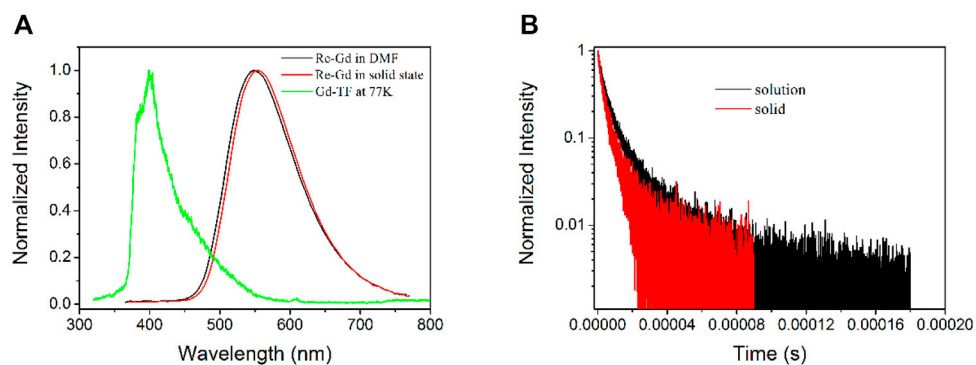 A
Re-Gd in DMF
Re-Gd in solid state
Gd-TF at 77K
Normalized Intensity
1.0
0.8
0.6
0.4
0.2
0.0
300 400 500 600 700 800
Wavelength (nm)
B
solution
solid
Normalized Intensity
1
0.1
0.01
0.00000 0.00004 0.00008 0.00012 0.00016 0.00020
Time (s)